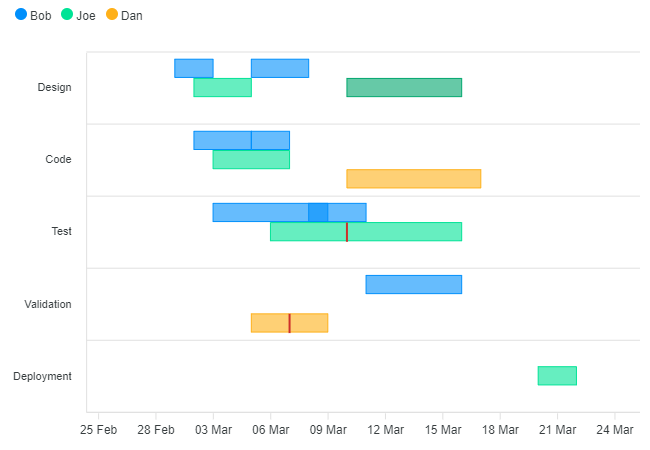 Bob Joe Dan
Design
Code
Test
Validation
Deployment
25 Feb 28 Feb 03 Mar 06 Mar 09 Mar 12 Mar 15 Mar 18 Mar 21 Mar 24 Mar